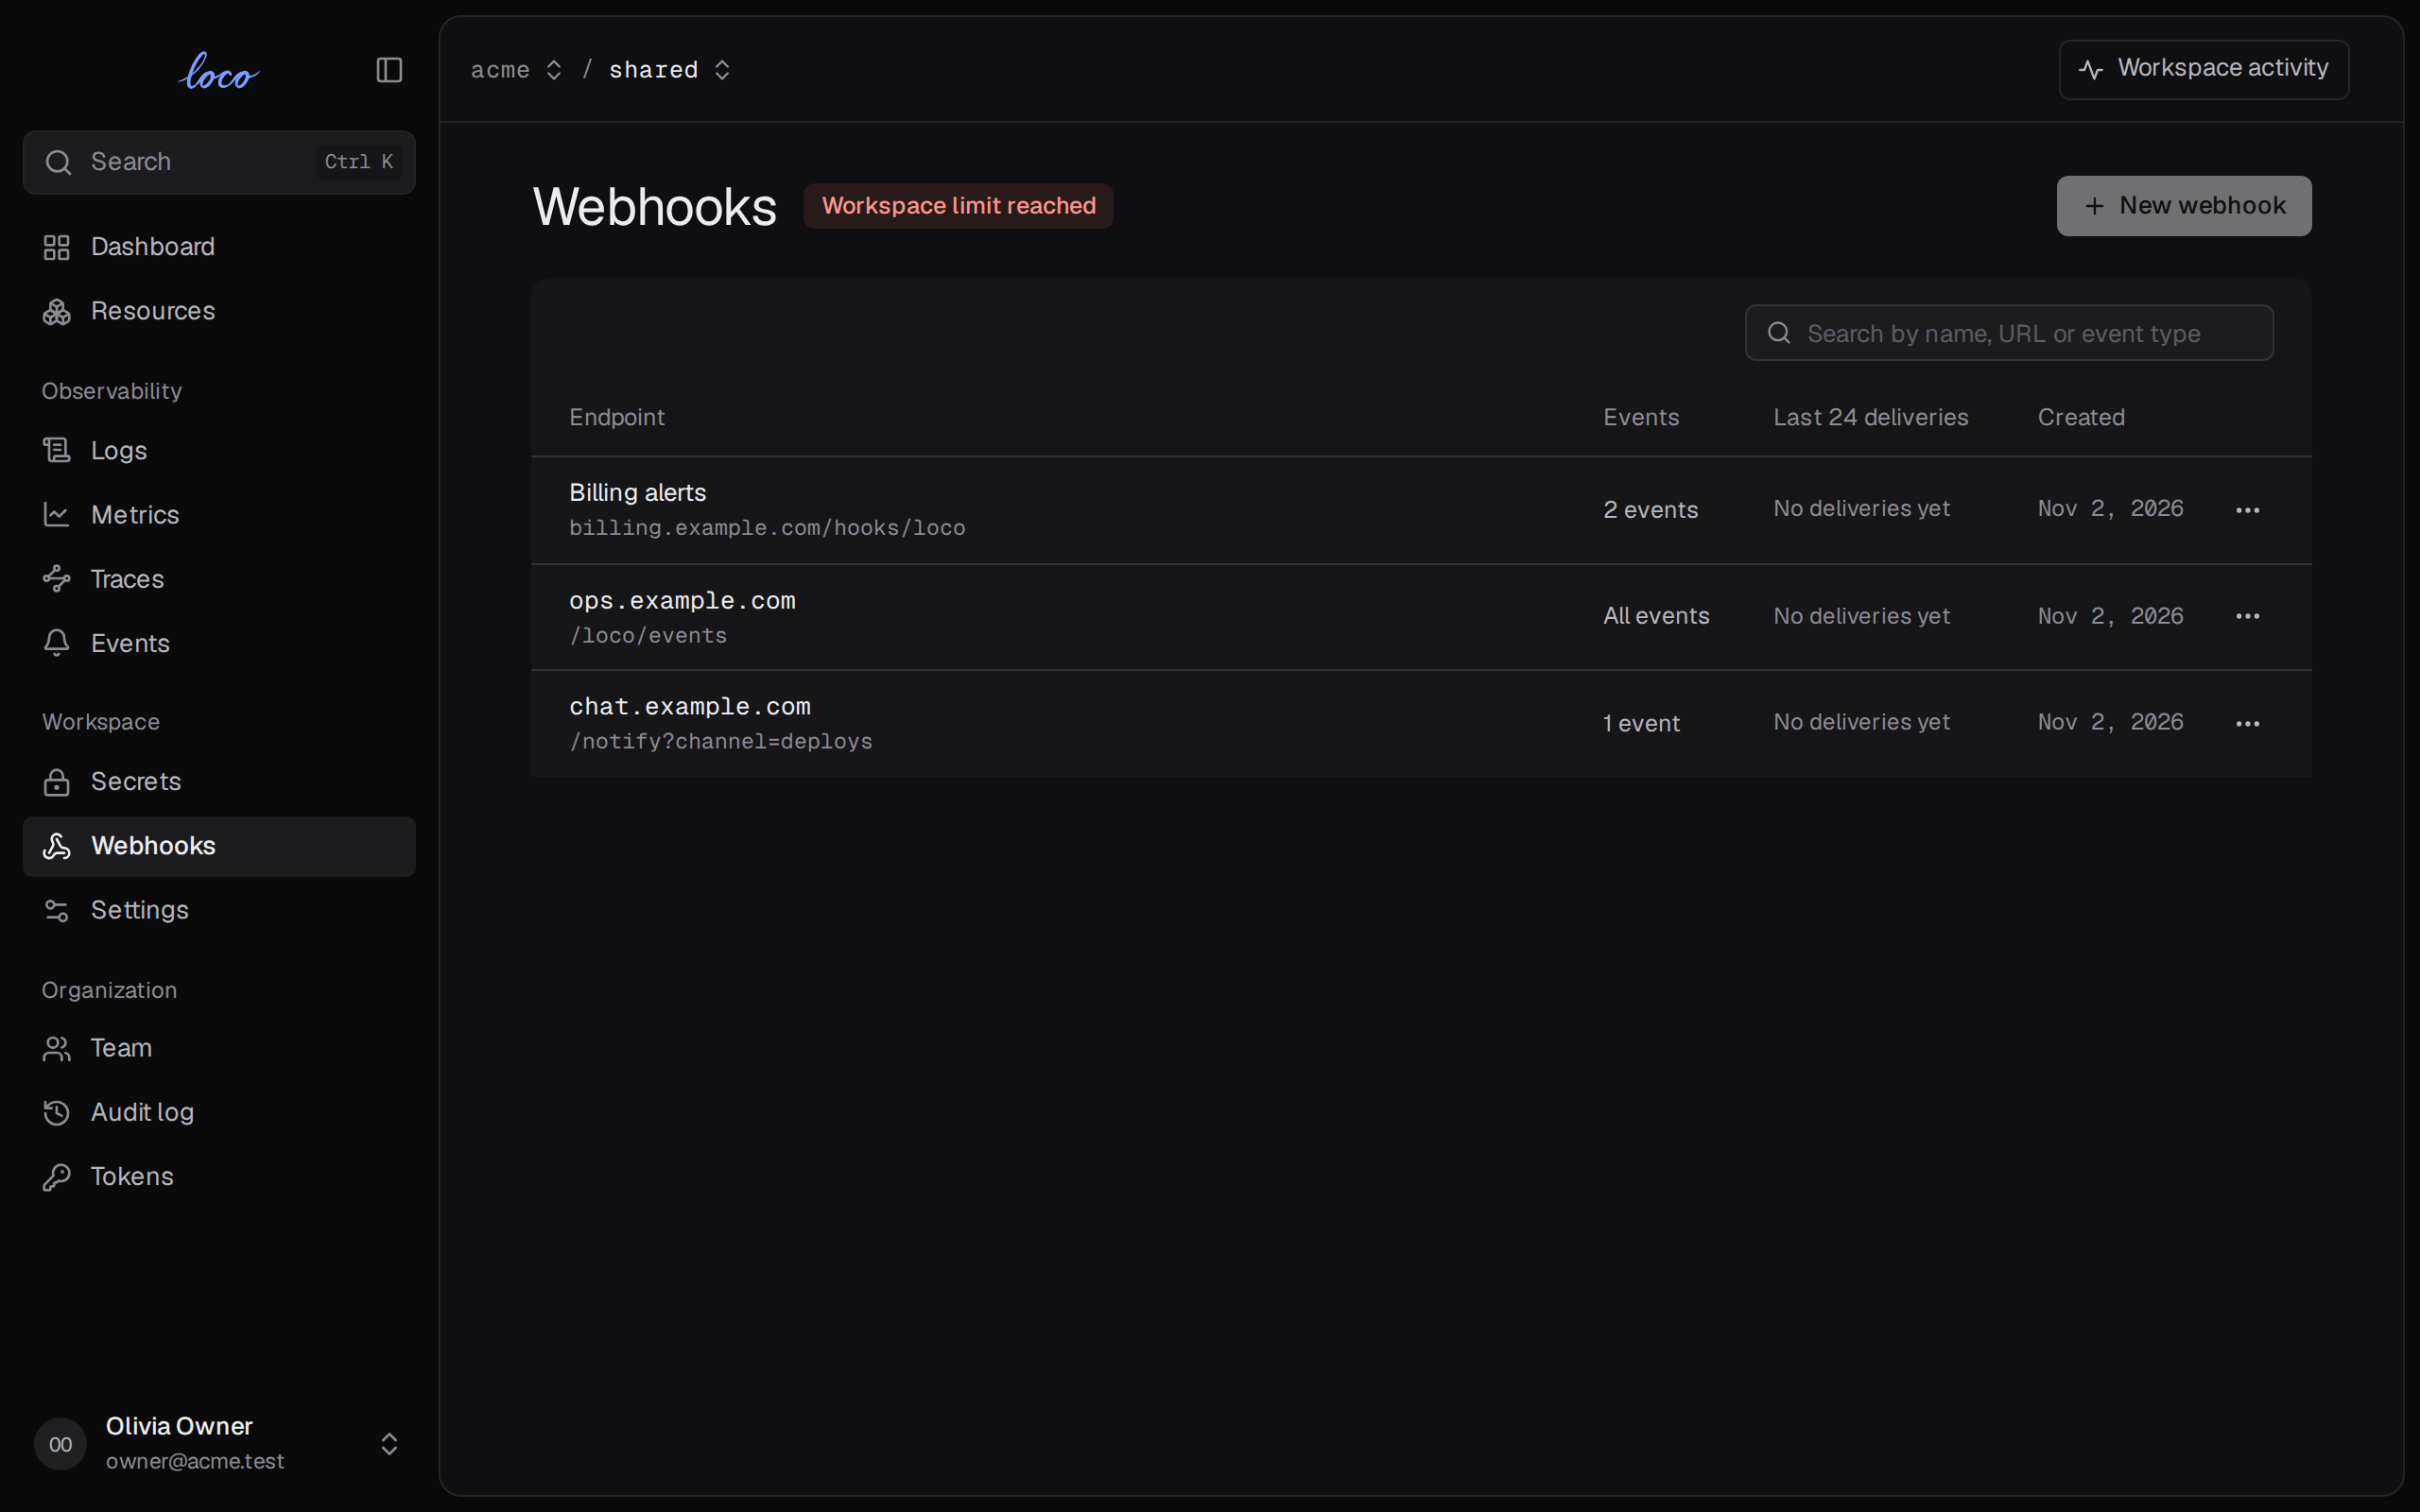 loco
Search Ctrl K
Dashboard
Resources
Observability
Logs
Metrics
Traces
Events
Workspace
Secrets
Webhooks
Settings
Organization
Team
Audit log
Tokens
OO
Olivia Owner
owner@acme.test
acme / shared
Workspace activity
Webhooks
Workspace limit reached
New webhook
Search by name, URL or event type
Endpoint Events Last 24 deliveries Created
Billing alerts
billing.example.com/hooks/loco
2 events No deliveries yet Nov 2, 2026
ops.example.com
/loco/events
All events No deliveries yet Nov 2, 2026
chat.example.com
/notify?channel=deploys
1 event No deliveries yet Nov 2, 2026